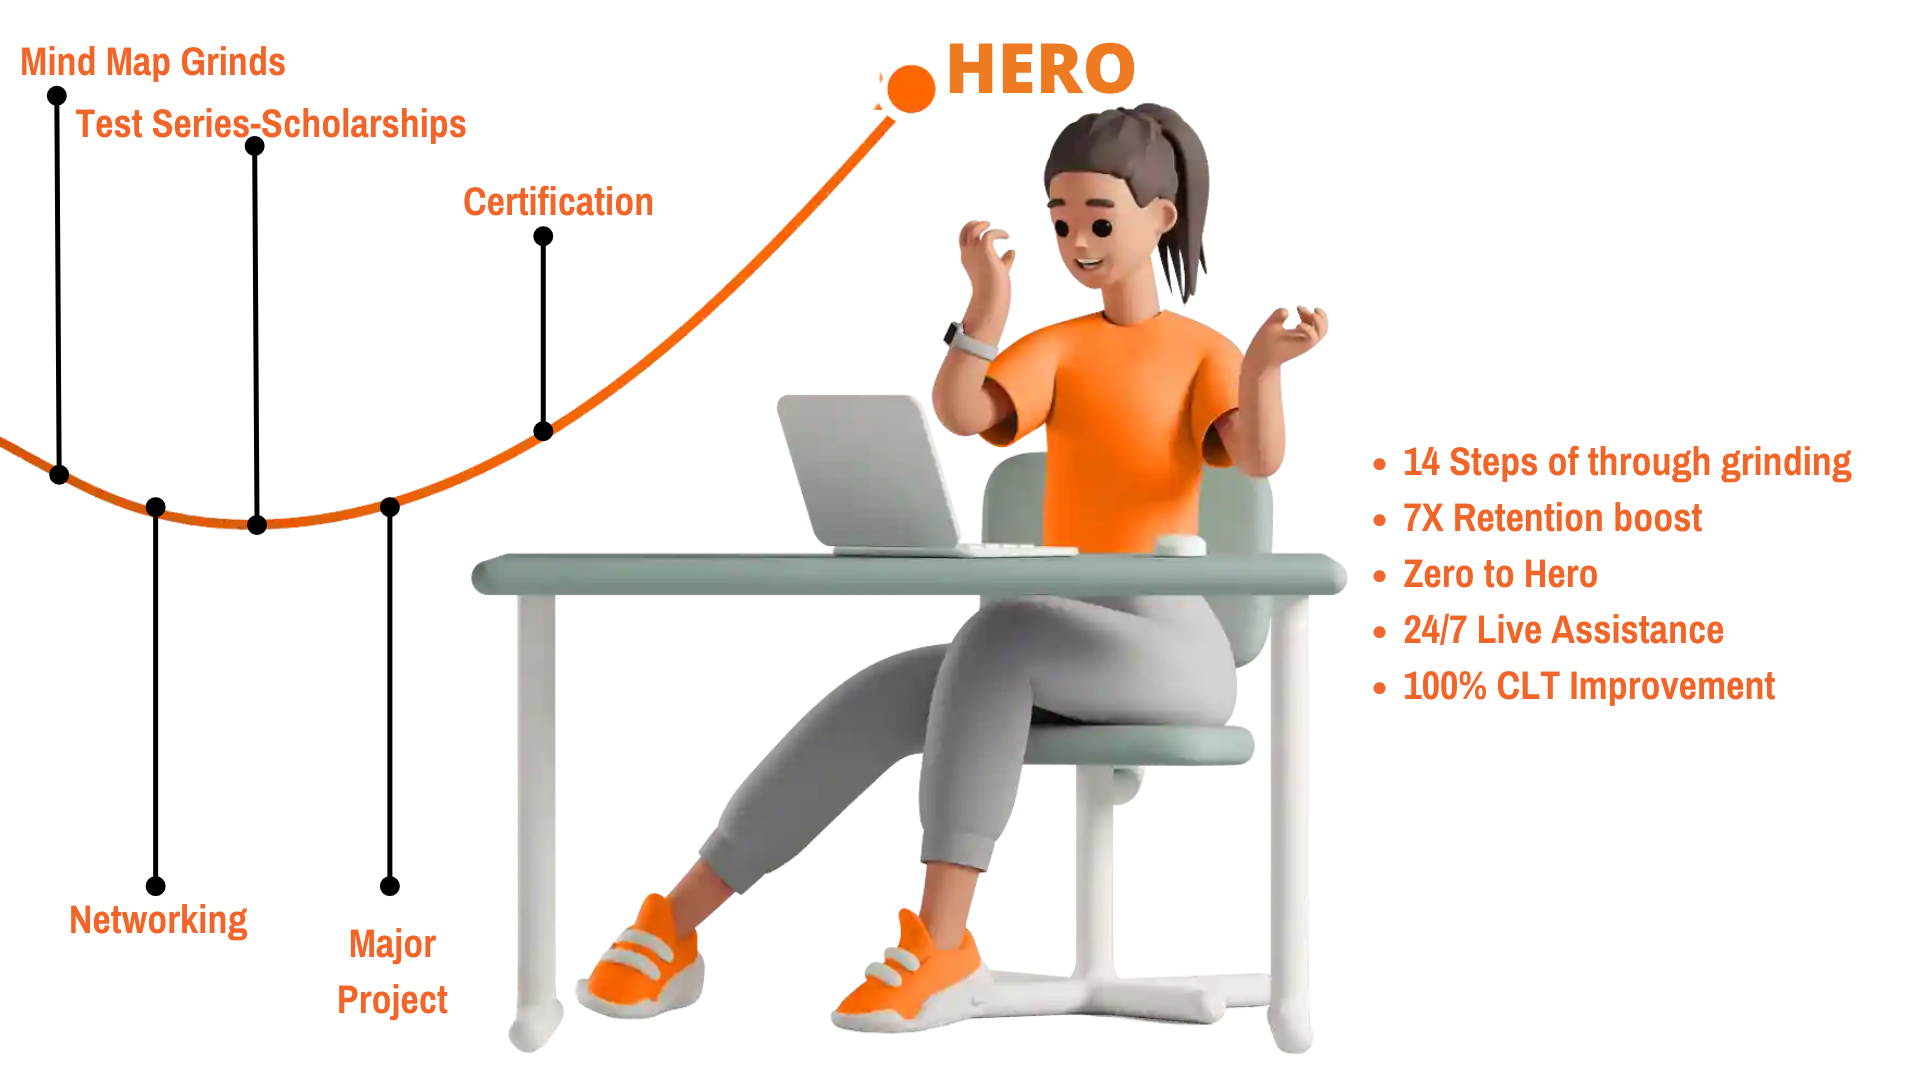 Mind Map Grinds
Test Series-Scholarships
Certification
HERO
Networking
Major
Project
14 Steps of through grinding
7X Retention boost
Zero to Hero
24/7 Live Assistance
100% CLT Improvement